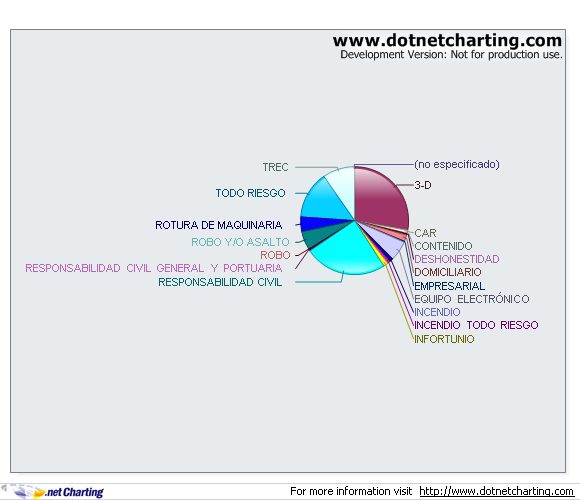 www.dotnetcharting.com
Development Version: Not for production use.
(no especificado)
3-D
CAR
CONTENIDO
DESHONESTIDAD
DOMICILIARIO
EMPRESARIAL
EQUIPO ELECTRÓNICO
INCENDIO
INCENDIO TODO RIESGO
INFORTUNIO
TREC
TODO RIESGO
ROTURA DE MAQUINARIA
ROBO Y/O ASALTO
ROBO
RESPONSABILIDAD CIVIL GENERAL Y PORTUARIA
RESPONSABILIDAD CIVIL
.net Charting
For more information visit http://www.dotnetcharting.com